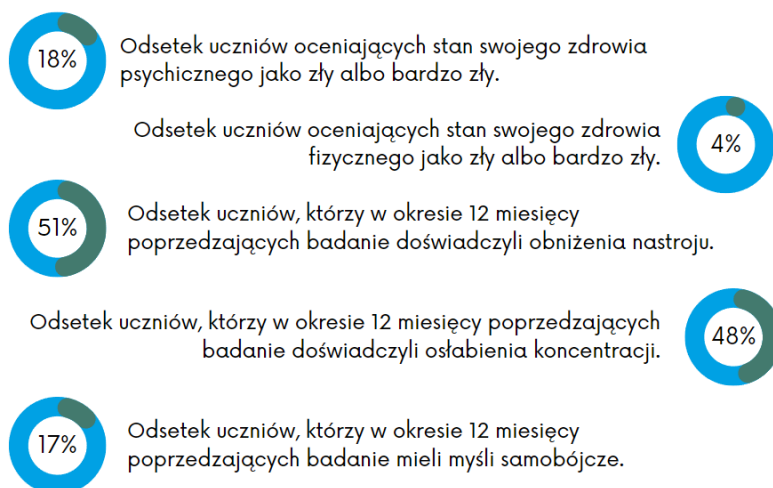 18%
Odsetek uczniów oceniających stan swojego zdrowia
psychicznego jako zły albo bardzo zły.
Odsetek uczniów oceniających stan swojego zdrowia
fizycznego jako zły albo bardzo zły.
4%
51%
Odsetek uczniów, którzy w okresie 12 miesięcy
poprzedzających badanie doświadczyli obniżenia nastroju.
Odsetek uczniów, którzy w okresie 12 miesięcy poprzedzających
badanie doświadczyli osłabienia koncentracji.
48%
17%
Odsetek uczniów, którzy w okresie 12 miesięcy
poprzedzających badanie mieli myśli samobójcze.